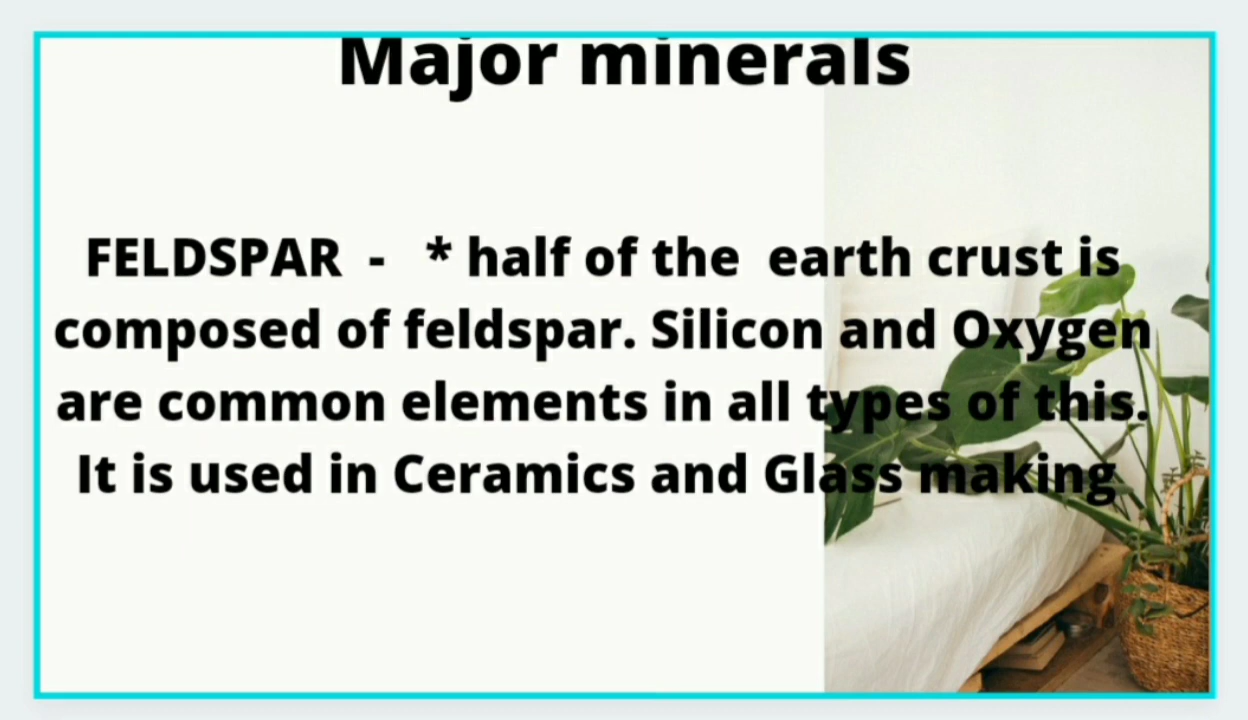 Major minerals
FELDSPAR - * half of the earth crust is
composed of feldspar. Silicon and Oxygen
are common elements in all types of this.
It is used in Ceramics and Glass making